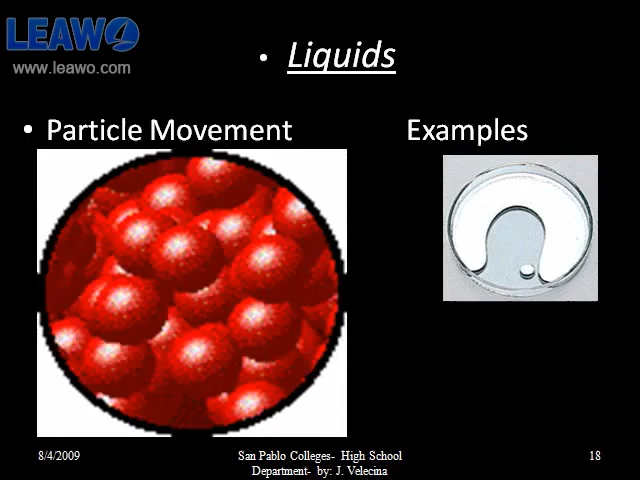 LEAWO
www.leawo.com
• Liquids
• Particle Movement
Examples
8/4/2009
San Pablo Colleges- High School
Department- by: J. Velecina
18